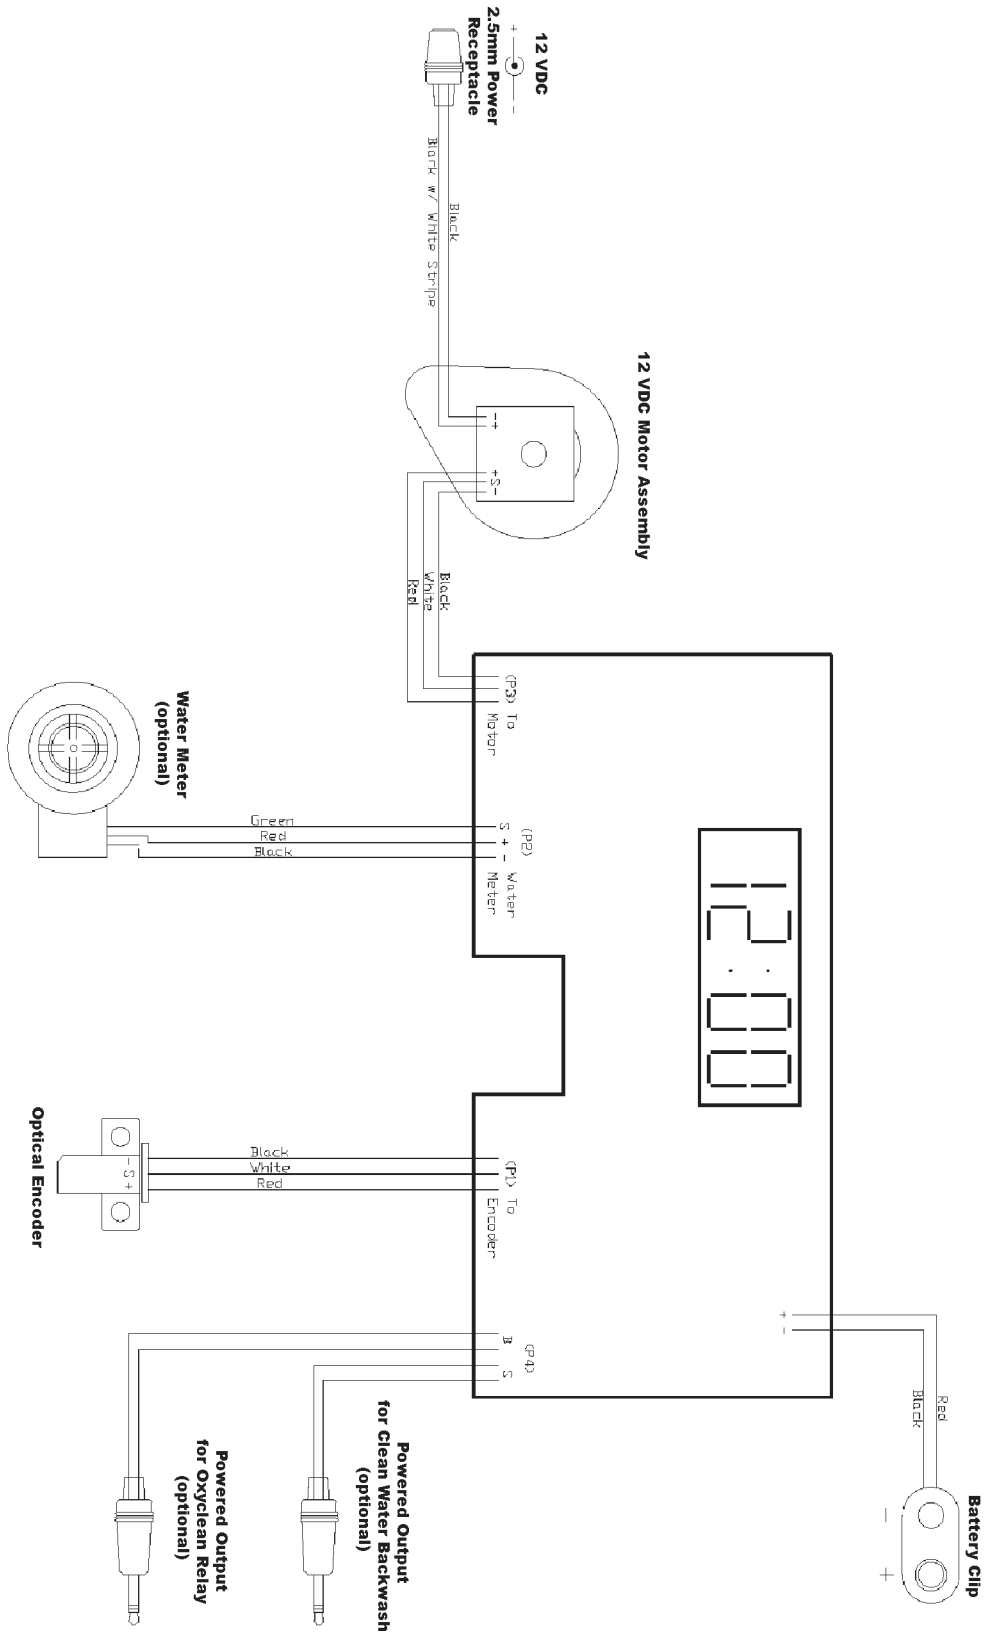 12 VDC
+ -
2.5mm Power
Receptacle
Black
Black w/ White Stripe
12 VDC Motor Assembly
- +
+ S -
Black
White
Red
(P3) To
Motor
Water Meter
(optional)
Green
Red
Black
S + -
(P2)
Water
Meter
12:00
Optical Encoder
- S +
Black
White
Red
(P1) To
Encoder
B
(P4)
S
Powered Output
for Clean Water Backwash
(optional)
Powered Output
for Oxyclean Relay
(optional)
+ -
Red
Black
Battery Clip
- +